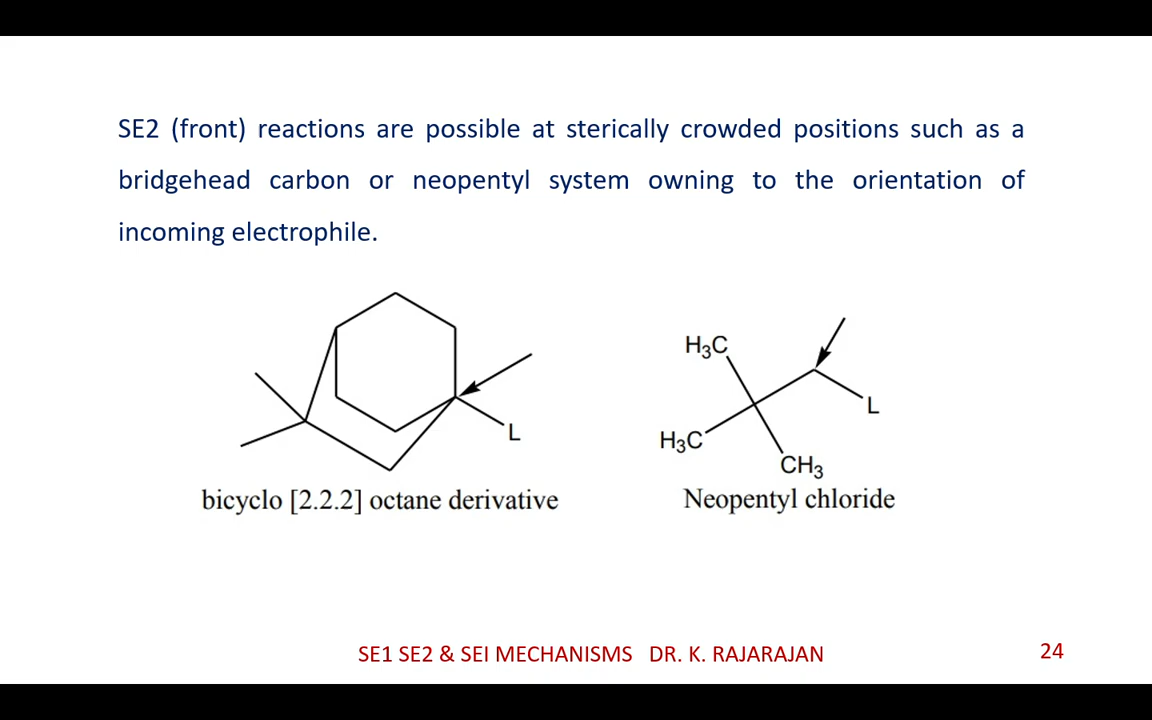 SE2 (front) reactions are possible at sterically crowded positions such as a
bridgehead carbon or neopentyl system owning to the orientation of
incoming electrophile.
H₃C
L
L
H₃C
CH₃
bicyclo [2.2.2] octane derivative
Neopentyl chloride
SE1 SE2 & SEI MECHANISMS DR. K. RAJARAJAN
24